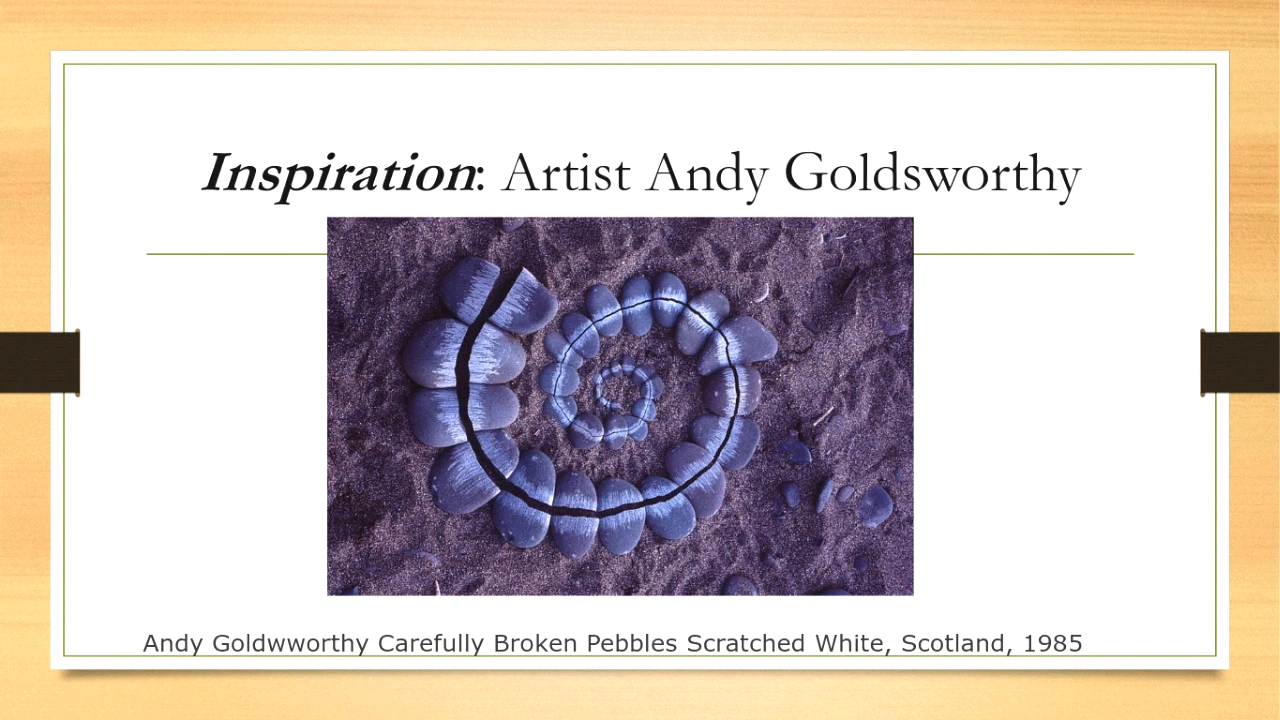 Inspiration: Artist Andy Goldsworthy
Andy Goldwworthy Carefully Broken Pebbles Scratched White, Scotland, 1985